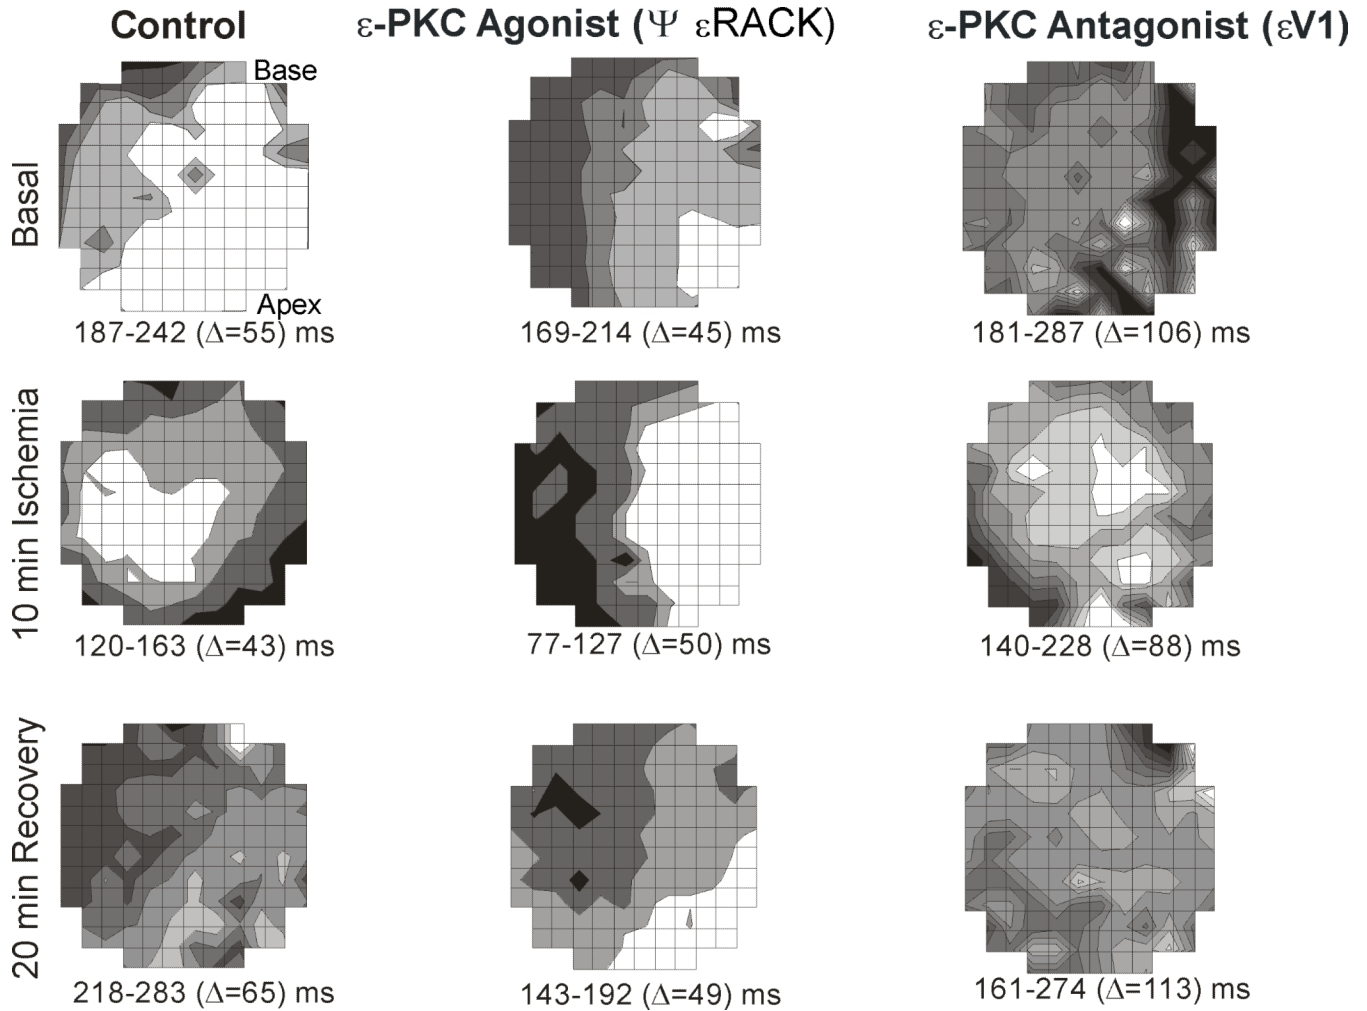 Control
ε-PKC Agonist (Ψ εRACK)
ε-PKC Antagonist (εV1)
Basal
Base
Apex
187-242 (Δ=55) ms
169-214 (Δ=45) ms
181-287 (Δ=106) ms
10 min Ischemia
120-163 (Δ=43) ms
77-127 (Δ=50) ms
140-228 (Δ=88) ms
20 min Recovery
218-283 (Δ=65) ms
143-192 (Δ=49) ms
161-274 (Δ=113) ms